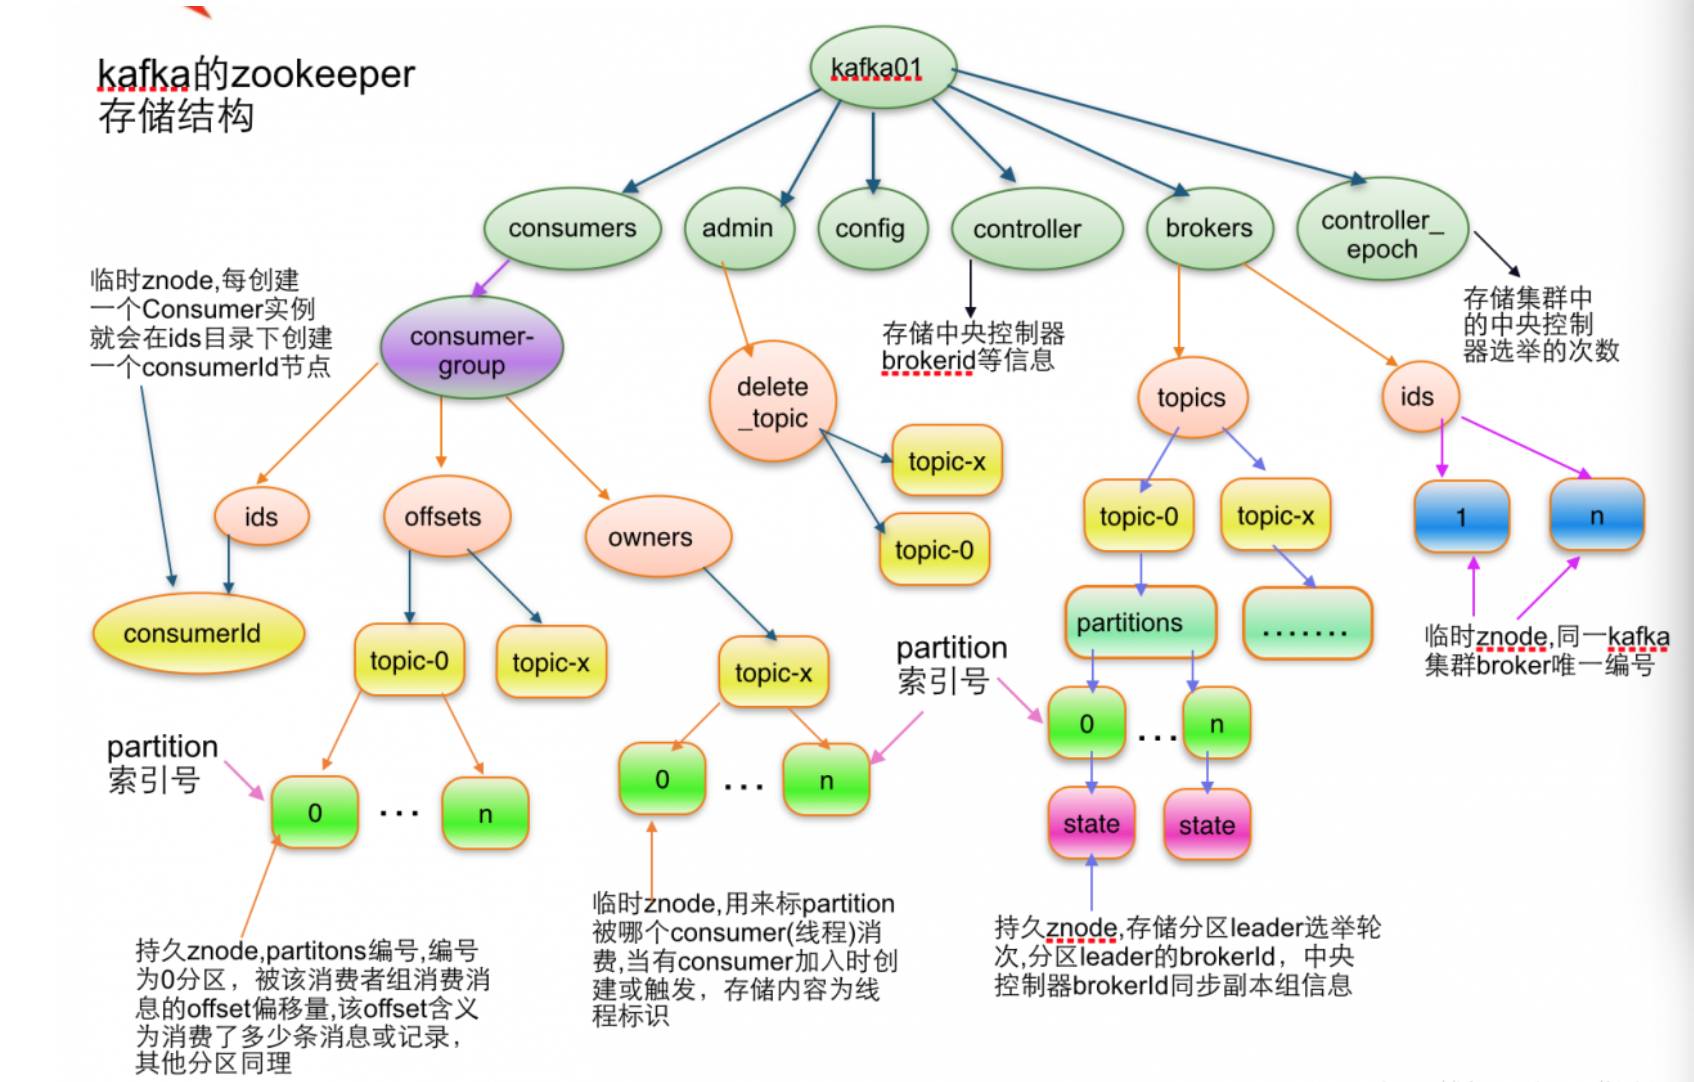 kafka的zookeeper
存储结构
kafka01
consumers
admin
config
controller
brokers
controller_
epoch
临时znode,每创建
一个Consumer实例
就会在ids目录下创建
一个consumerId节点
consumer-
group
存储中央控制器
brokerid等信息
存储集群中
的中央控制
器选举的次数
delete
_topic
topics
ids
topic-x
topic-0
ids
offsets
owners
topic-0
topic-x
1
n
consumerId
topic-0
topic-x
topic-x
partitions
.......
临时znode,同一kafka
集群broker唯一编号
partition
索引号
0
...
n
partition
索引号
0
...
n
0
...
n
state
state
持久znode,partitons编号,编号
为0分区，被该消费者组消费消
息的offset偏移量,该offset含义
为消费了多少条消息或记录，
其他分区同理
临时znode,用来标partition
被哪个consumer(线程)消
费,当有consumer加入时创
建或触发，存储内容为线
程标识
持久znode,存储分区leader选举轮
次,分区leader的brokerId，中央
控制器brokerId同步副本组信息